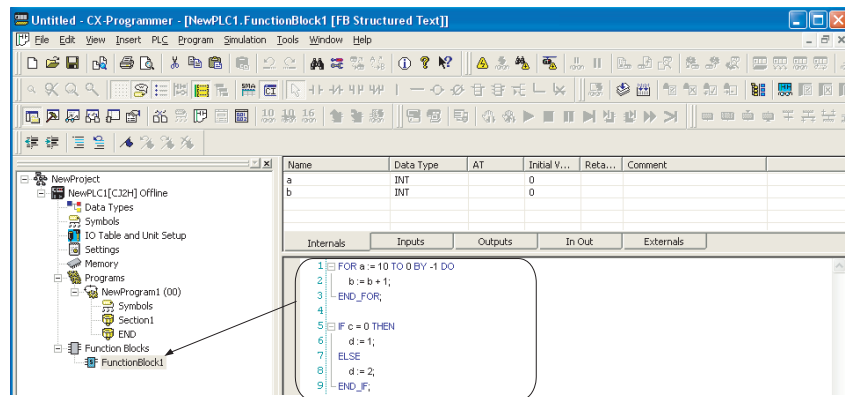 Untitled - CX-Programmer - [NewPLC1.FunctionBlock1 [FB Structured Text]]
File Edit View Insert PLC Program Simulation Tools Window Help
10 10 16
Name Data Type AT Initial V... Reta... Comment
a INT 0
b INT 0
Internals Inputs Outputs In Out Externals
NewProject
NewPLC1[CJ2H] Offline
Data Types
Symbols
IO Table and Unit Setup
Settings
Memory
Programs
NewProgram1 (00)
Symbols
Section1
END
Function Blocks
FunctionBlock1
1 FOR a := 10 TO 0 BY -1 DO
2 b := b + 1;
3 END_FOR;
4
5 IF c = 0 THEN
6 d := 1;
7 ELSE
8 d := 2;
9 END_IF;